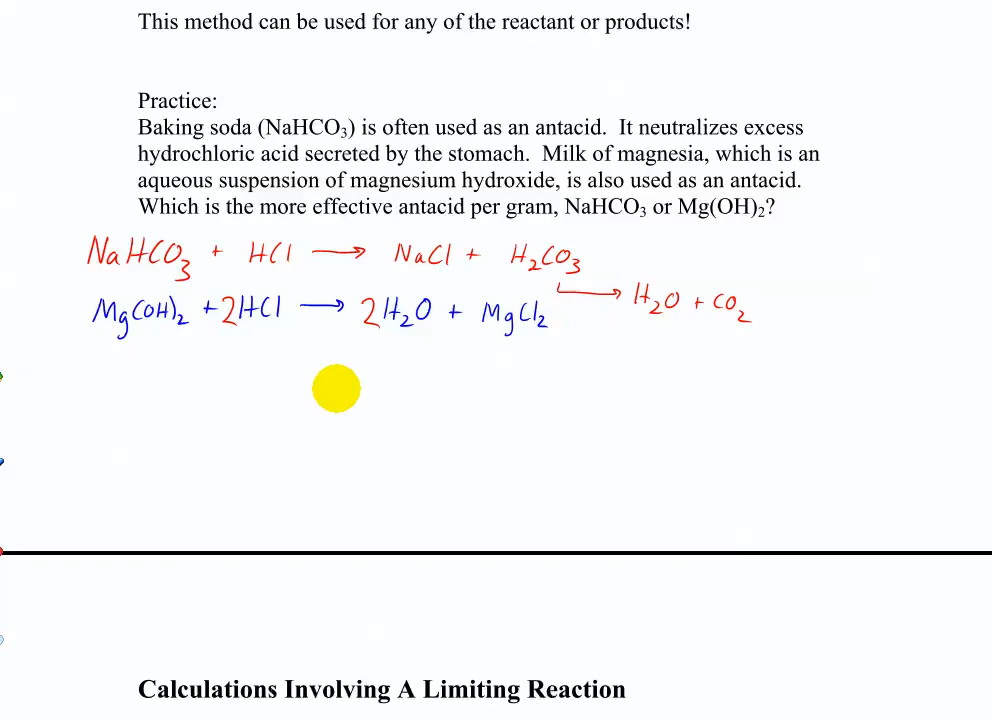 This method can be used for any of the reactant or products!
Practice:
Baking soda (NaHCO₃) is often used as an antacid. It neutralizes excess
hydrochloric acid secreted by the stomach. Milk of magnesia, which is an
aqueous suspension of magnesium hydroxide, is also used as an antacid.
Which is the more effective antacid per gram, NaHCO₃ or Mg(OH)₂?
NaHCO₃ + HCl → NaCl + H₂CO₃
↳ H₂O + CO₂
Mg(OH)₂ + 2HCl → 2H₂O + MgCl₂
Calculations Involving A Limiting Reaction